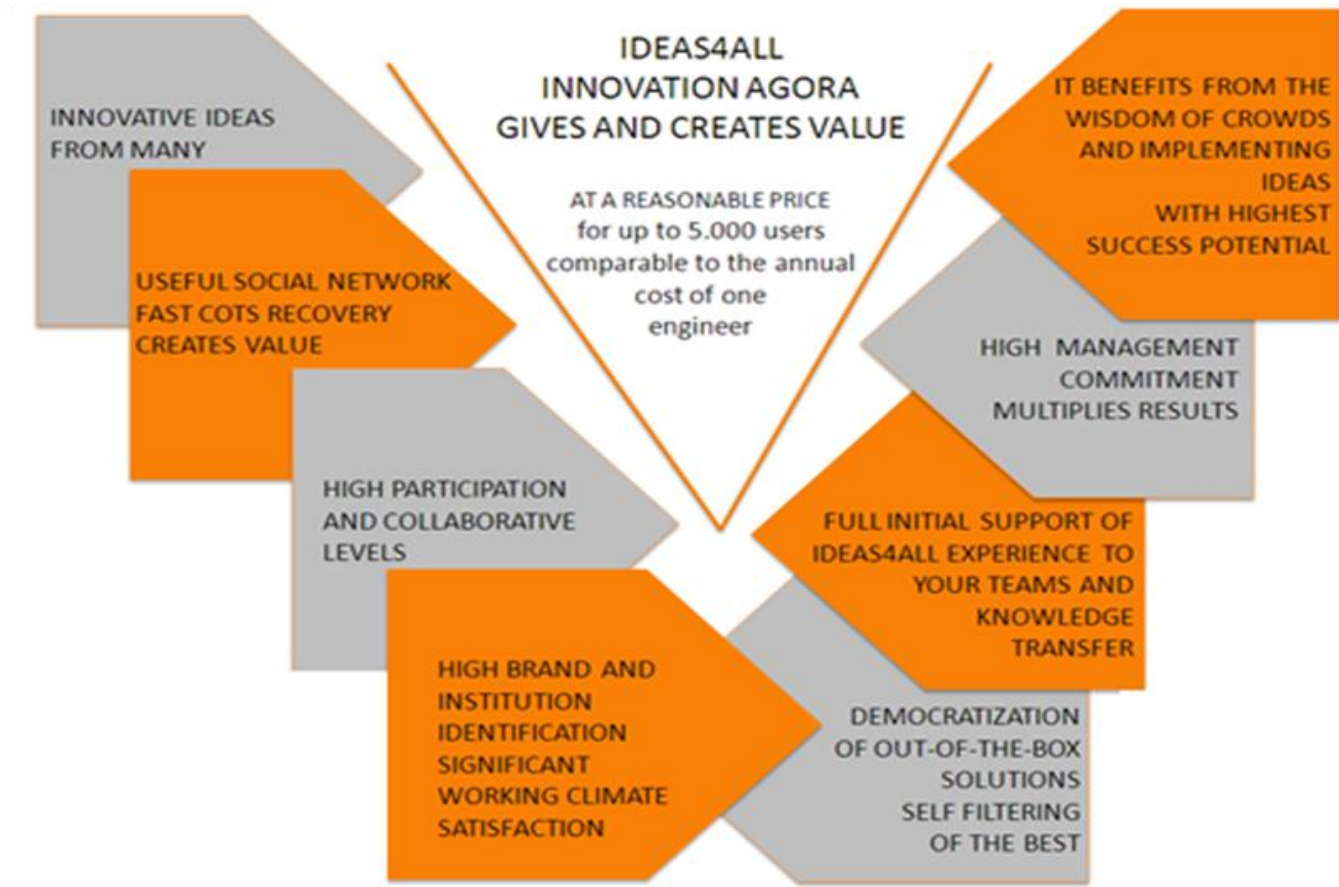 IDEAS4ALL
INNOVATION AGORA
GIVES AND CREATES VALUE
AT A REASONABLE PRICE
for up to 5.000 users
comparable to the annual
cost of one
engineer
INNOVATIVE IDEAS
FROM MANY
USEFUL SOCIAL NETWORK
FAST COTS RECOVERY
CREATES VALUE
HIGH PARTICIPATION
AND COLLABORATIVE
LEVELS
HIGH BRAND AND
INSTITUTION
IDENTIFICATION
SIGNIFICANT
WORKING CLIMATE
SATISFACTION
IT BENEFITS FROM THE
WISDOM OF CROWDS
AND IMPLEMENTING
IDEAS
WITH HIGHEST
SUCCESS POTENTIAL
HIGH MANAGEMENT
COMMITMENT
MULTIPLIES RESULTS
FULL INITIAL SUPPORT OF
IDEAS4ALL EXPERIENCE TO
YOUR TEAMS AND
KNOWLEDGE
TRANSFER
DEMOCRATIZATION
OF OUT-OF-THE-BOX
SOLUTIONS
SELF FILTERING
OF THE BEST